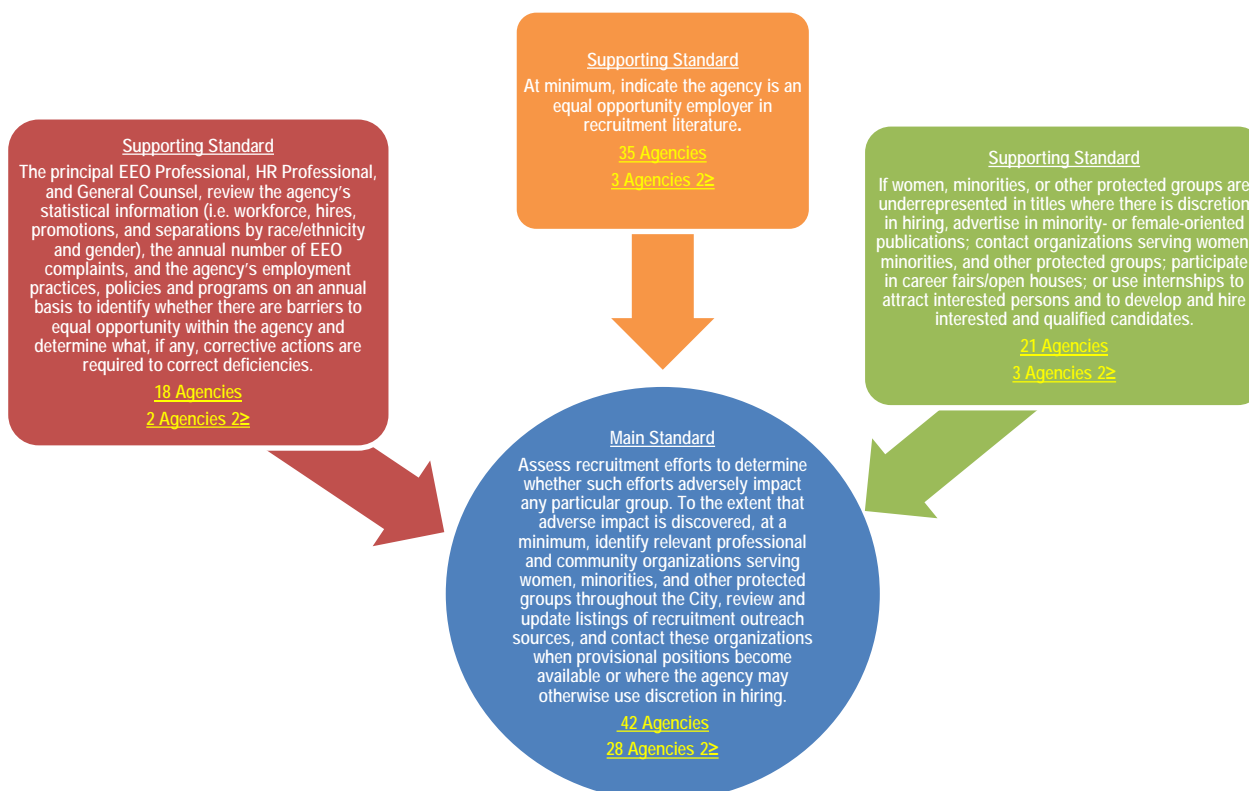 Supporting Standard
At minimum, indicate the agency is an
equal opportunity employer in
recruitment literature.
35 Agencies
3 Agencies 2≥
Supporting Standard
The principal EEO Professional, HR Professional,
and General Counsel, review the agency's
statistical information (i.e. workforce, hires,
promotions, and separations by race/ethnicity
and gender), the annual number of EEO
complaints, and the agency's employment
practices, policies and programs on an annual
basis to identify whether there are barriers to
equal opportunity within the agency and
determine what, if any, corrective actions are
required to correct deficiencies.
18 Agencies
2 Agencies 2≥
Supporting Standard
If women, minorities, or other protected groups are
underrepresented in titles where there is discretion
in hiring, advertise in minority- or female-oriented
publications; contact organizations serving women,
minorities, and other protected groups; participate
in career fairs/open houses; or use internships to
attract interested persons and to develop and hire
interested and qualified candidates.
21 Agencies
3 Agencies 2≥
Main Standard
Assess recruitment efforts to determine
whether such efforts adversely impact
any particular group. To the extent that
adverse impact is discovered, at a
minimum, identify relevant professional
and community organizations serving
women, minorities, and other protected
groups throughout the City, review and
update listings of recruitment outreach
sources, and contact these organizations
when provisional positions become
available or where the agency may
otherwise use discretion in hiring.
42 Agencies
28 Agencies 2≥